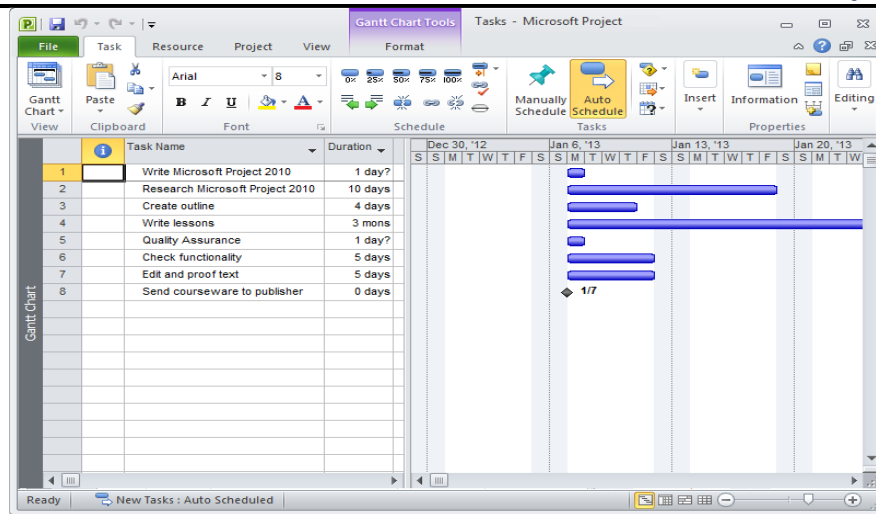 Gantt Chart Tools Tasks - Microsoft Project
File Task Resource Project View Format
Arial 8
0× 25× 50× 75× 100×
Gantt Chart Paste B I U A Manually Schedule Auto Schedule Insert Information Editing
View Clipboard Font Schedule Tasks Properties
Task Name Duration Dec 30, '12 Jan 6, '13 Jan 13, '13 Jan 20, '13
S S M T W T F S S M T W T F S S M T W T F S S M T W
1 Write Microsoft Project 2010 1 day?
2 Research Microsoft Project 2010 10 days
3 Create outline 4 days
4 Write lessons 3 mons
5 Quality Assurance 1 day?
6 Check functionality 5 days
7 Edit and proof text 5 days
8 Send courseware to publisher 0 days 1/7
Gantt Chart
Ready New Tasks : Auto Scheduled